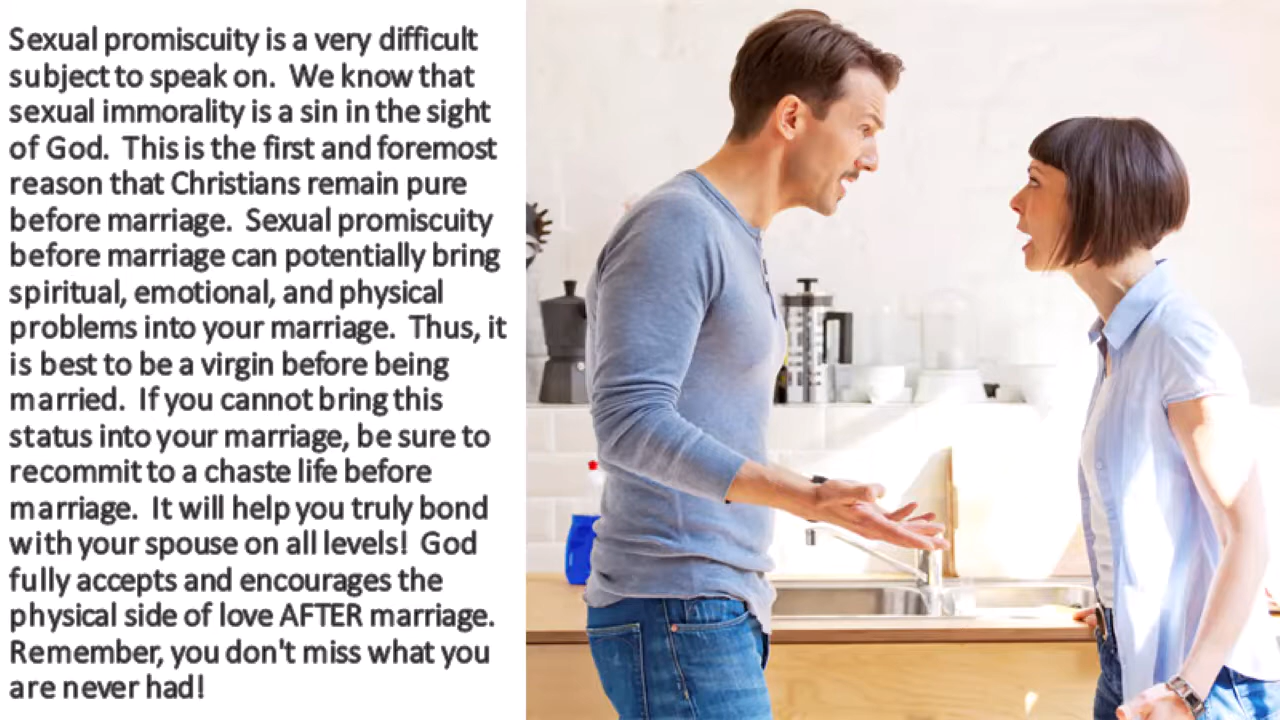 Sexual promiscuity is a very difficult
subject to speak on.  We know that
sexual immorality is a sin in the sight
of God.  This is the first and foremost
reason that Christians remain pure
before marriage.  Sexual promiscuity
before marriage can potentially bring
spiritual, emotional, and physical
problems into your marriage.  Thus, it
is best to be a virgin before being
married.  If you cannot bring this
status into your marriage, be sure to
recommit to a chaste life before
marriage.  It will help you truly bond
with your spouse on all levels!  God
fully accepts and encourages the
physical side of love AFTER marriage.
Remember, you don't miss what you
are never had!